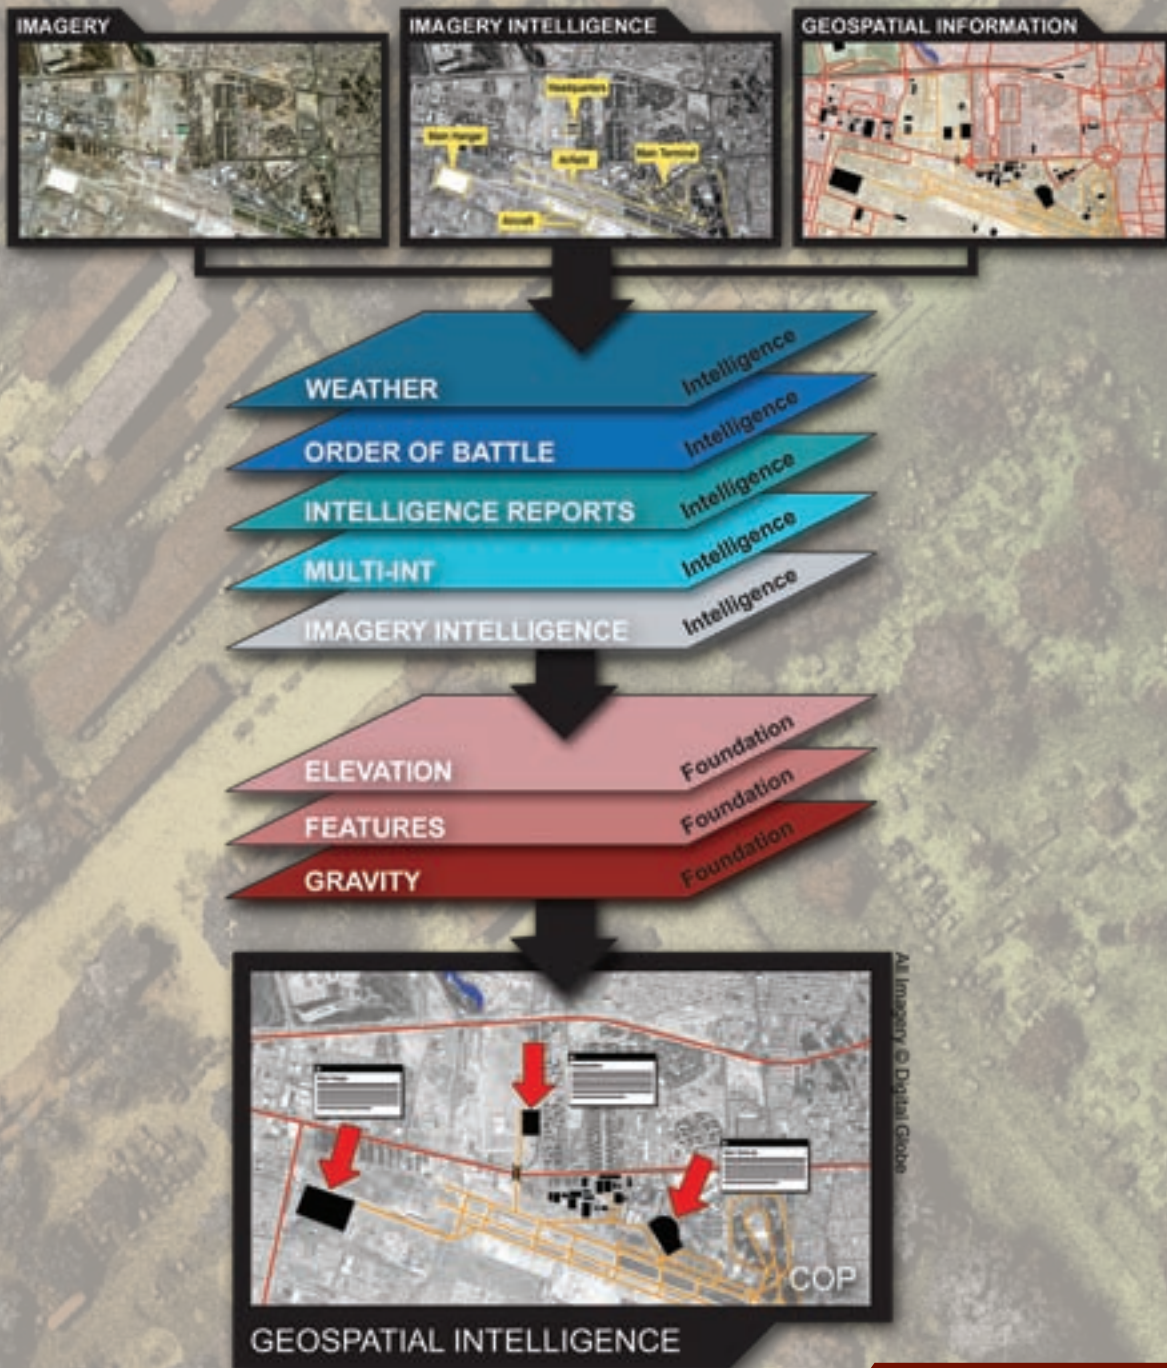 IMAGERY
IMAGERY INTELLIGENCE
GEOSPATIAL INFORMATION
Headquarters
Main Hangar
Airfield
Main Terminal
Aircraft
WEATHER
Intelligence
ORDER OF BATTLE
Intelligence
INTELLIGENCE REPORTS
Intelligence
MULTI-INT
Intelligence
IMAGERY INTELLIGENCE
Intelligence
ELEVATION
Foundation
FEATURES
Foundation
GRAVITY
Foundation
All Imagery © Digital Globe
COP
GEOSPATIAL INTELLIGENCE